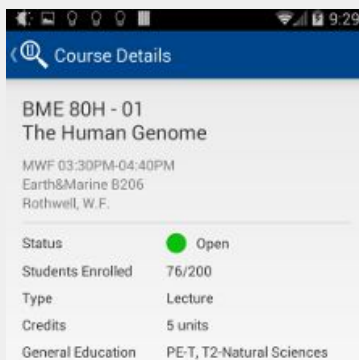 9:29
Course Details
BME 80H - 01
The Human Genome
MWF 03:30PM-04:40PM
Earth&Marine B206
Rothwell, W.F.
Status Open
Students Enrolled 76/200
Type Lecture
Credits 5 units
General Education PE-T, T2-Natural Sciences